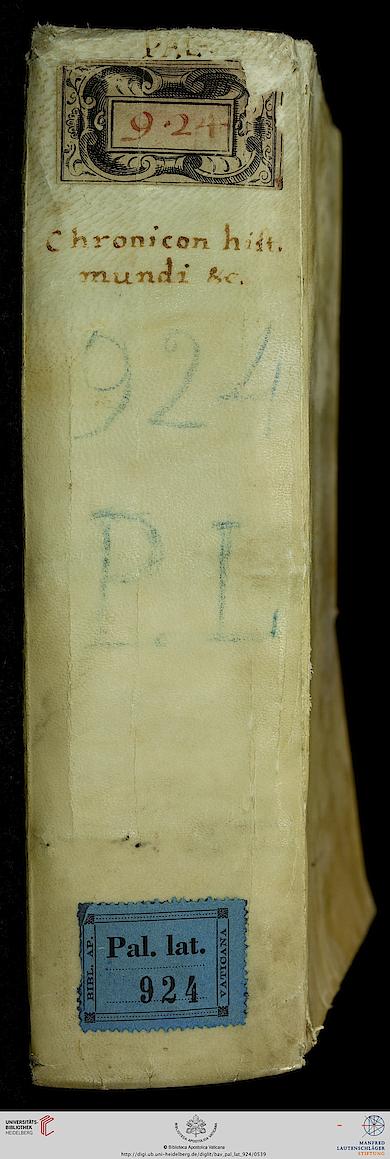 PAL.
9·24
Chronicon hist.
mundi &c.
924
P. L.
BIBL. AP.
Pal. lat.
924
VATICANA
UNIVERSITÄTS-
BIBLIOTHEK
HEIDELBERG
© Biblioteca Apostolica Vaticana
http://digi.ub.uni-heidelberg.de/diglit/bav_pal_lat_924/0539
MANFRED
LAUTENSCHLÄGER
STIFTUNG